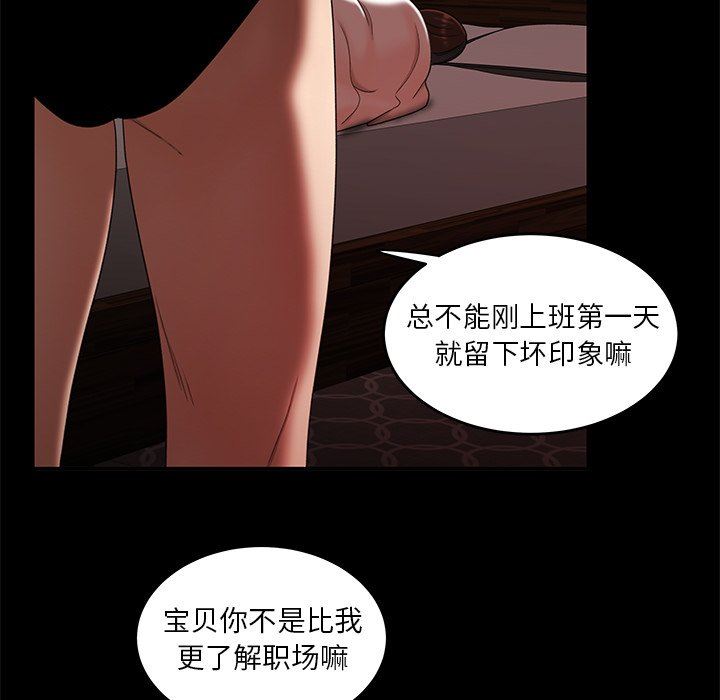 总不能刚上班第一天
就留下坏印象嘛
宝贝你不是比我
更了解职场嘛